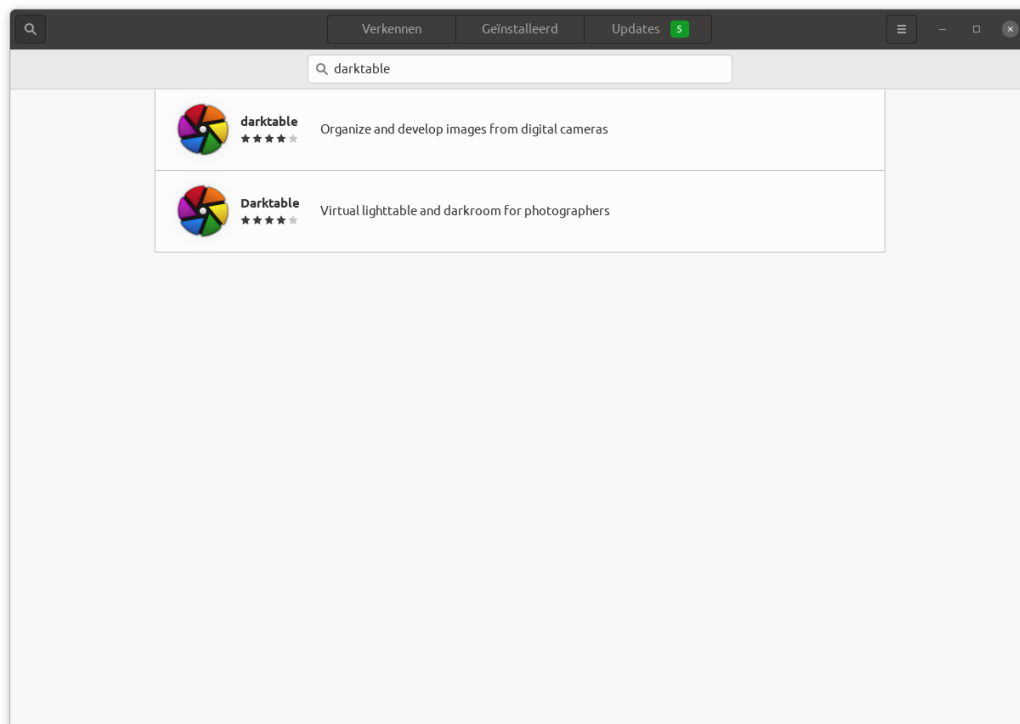 Verkennen Geïnstalleerd Updates 5
darktable
darktable
Organize and develop images from digital cameras
Darktable
Virtual lighttable and darkroom for photographers